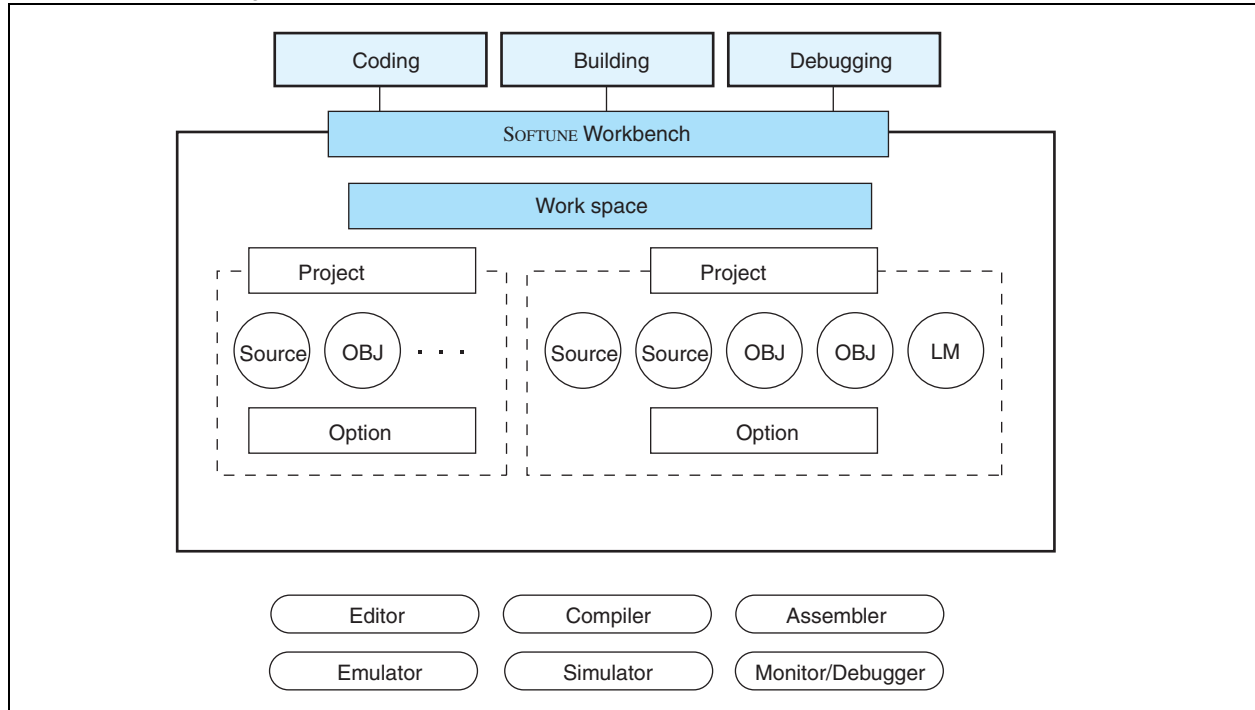 Coding Building Debugging
SOFTUNE Workbench
Work space
Project Project
Source OBJ . . . Source Source OBJ OBJ LM
Option Option
Editor Compiler Assembler
Emulator Simulator Monitor/Debugger